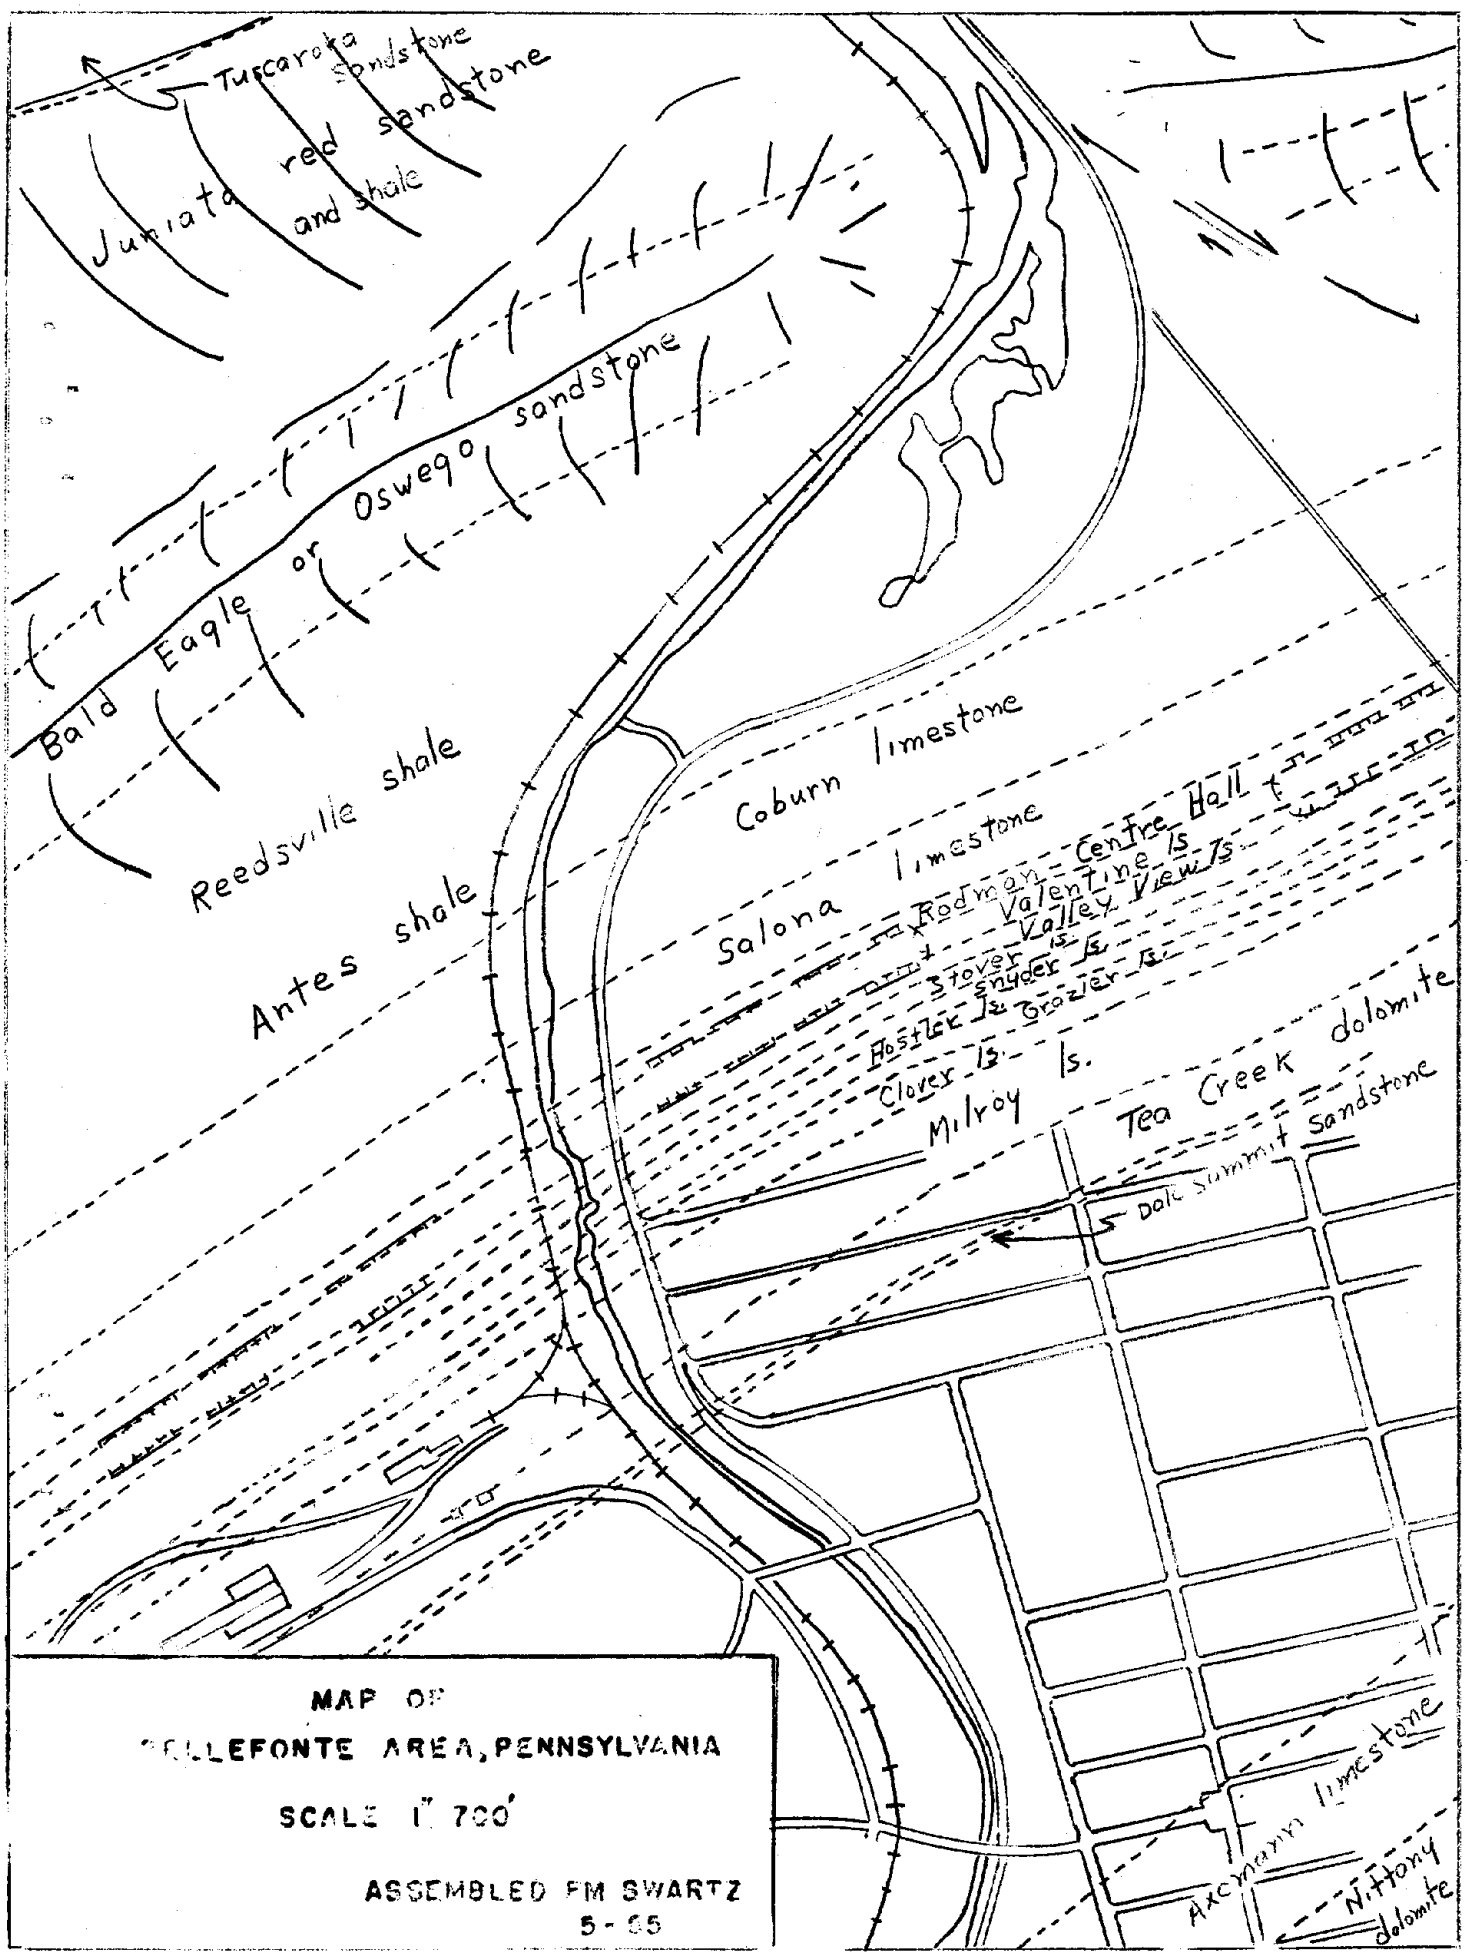 Tuscarora
sandstone
Juniata red sandstone
and shale
Bald Eagle or Oswego sandstone
Reedsville shale
Antes shale
Coburn limestone
Salona limestone
Rodman
Centre Hall
Valentine ls.
Valley View ls.
Stover ls.
Snyder ls.
Hostler ls.
Grazier ls.
Clover ls.
Milroy ls.
Tea Creek dolomite
Dale Summit Sandstone
Axemann limestone
Nittany
dolomite
MAP OF
BELLEFONTE AREA, PENNSYLVANIA
SCALE 1" 700'
ASSEMBLED FM SWARTZ